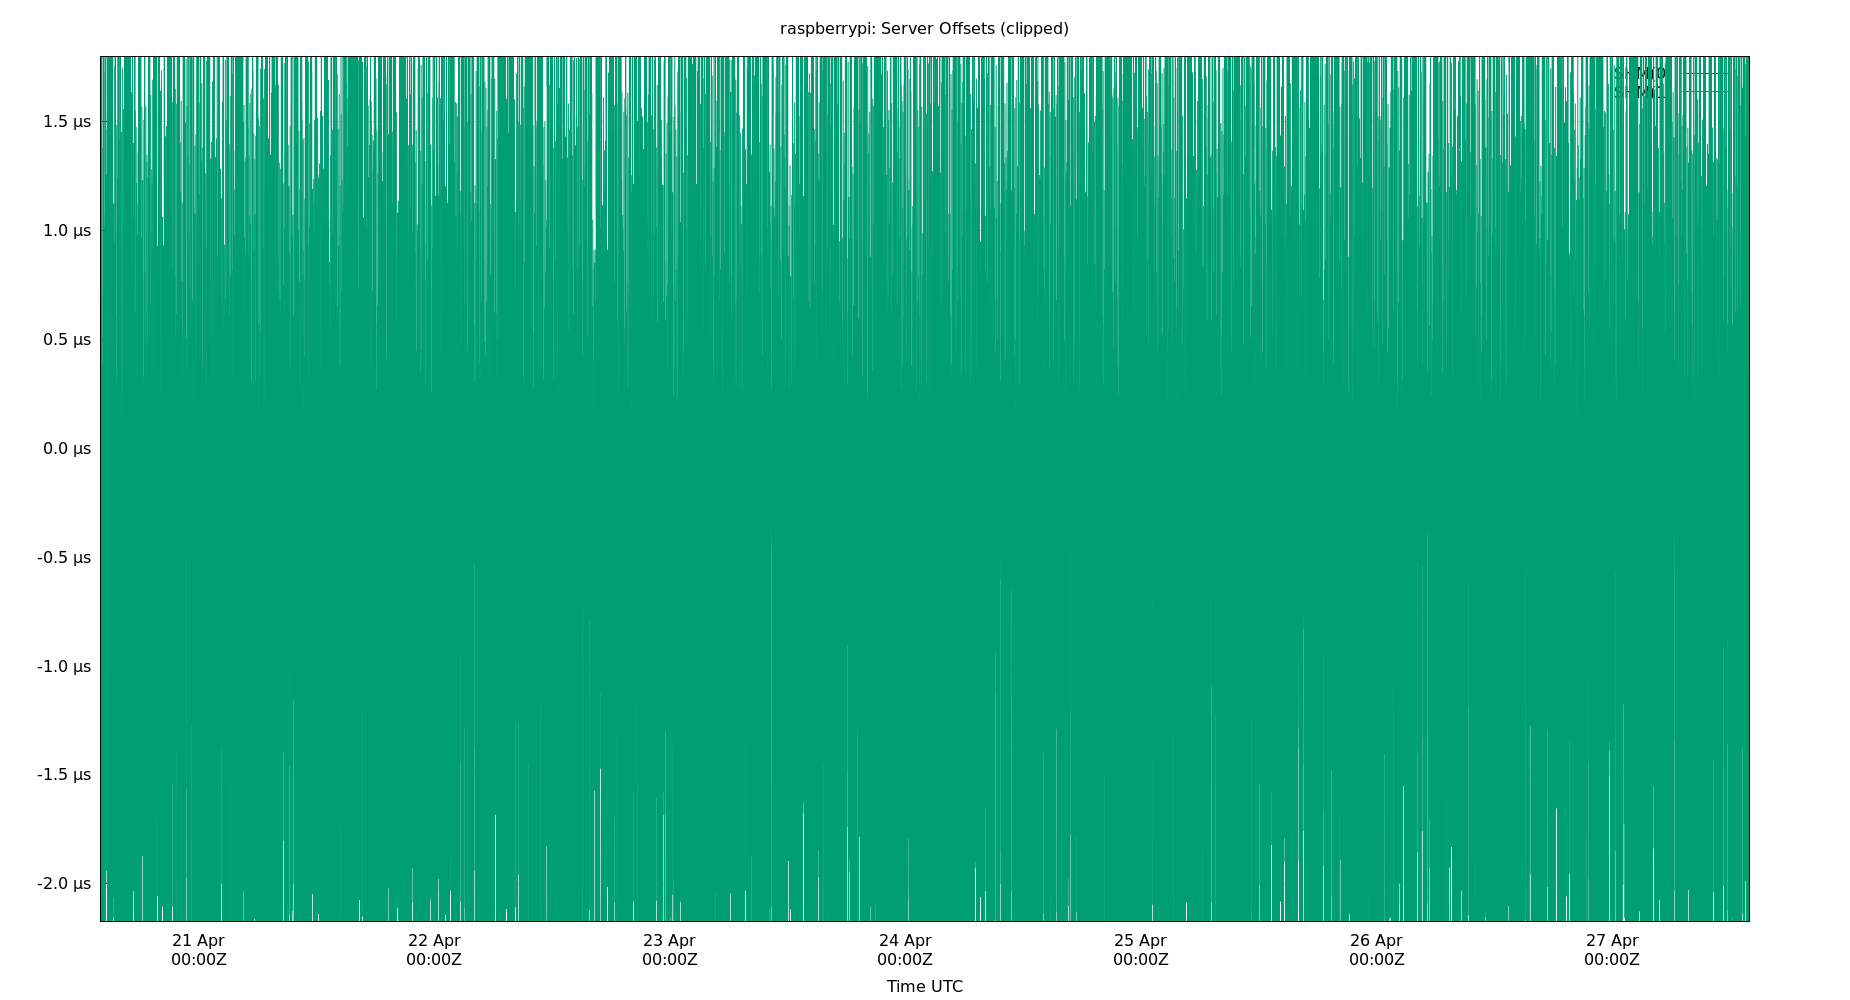 raspberrypi: Server Offsets (clipped)
1.5 µs
1.0 µs
0.5 µs
0.0 µs
-0.5 µs
-1.0 µs
-1.5 µs
-2.0 µs
21 Apr 22 Apr 23 Apr 24 Apr 25 Apr 26 Apr 27 Apr
00:00Z 00:00Z 00:00Z 00:00Z 00:00Z 00:00Z 00:00Z
Time UTC